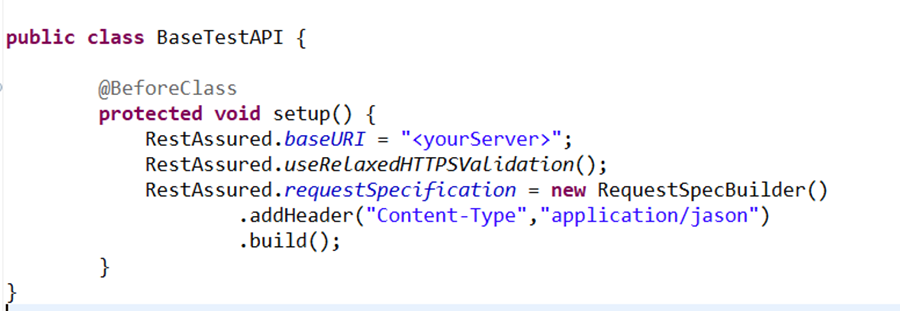 public class BaseTestAPI {
@BeforeClass
protected void setup() {
RestAssured.baseURI = "<yourServer>";
RestAssured.useRelaxedHTTPSValidation();
RestAssured.requestSpecification = new RequestSpecBuilder()
.addHeader("Content-Type","application/jason")
.build();
}
}